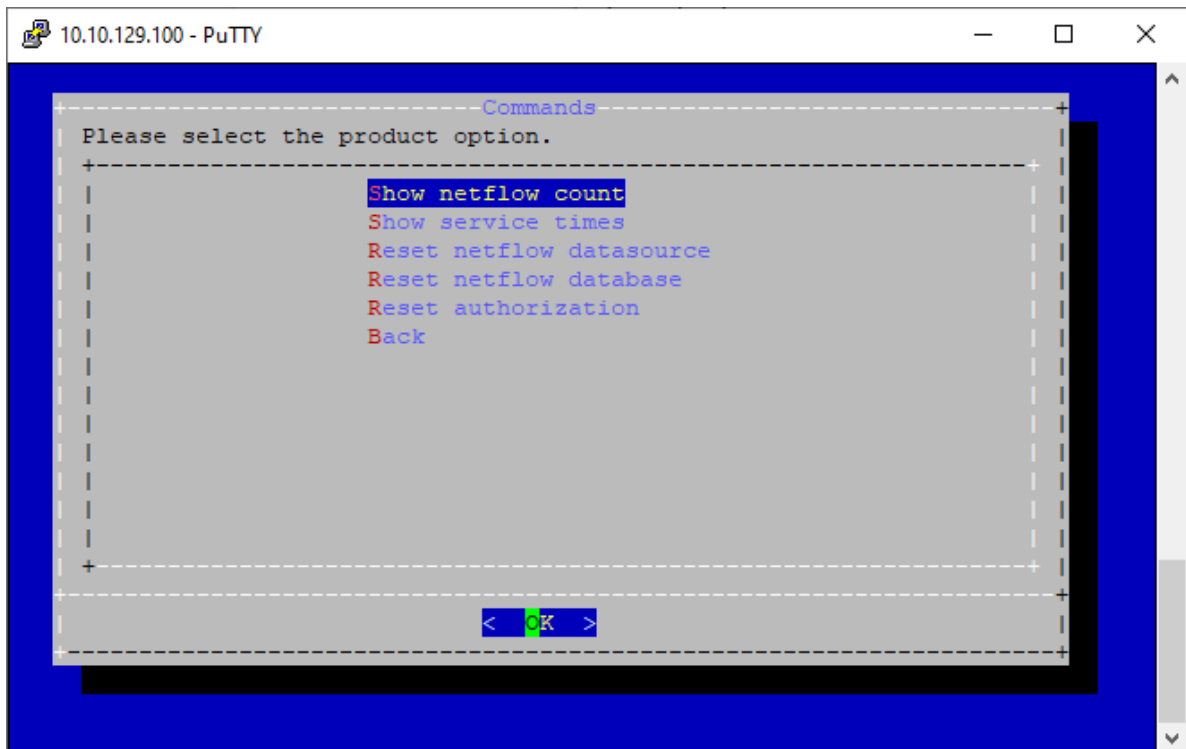 10.10.129.100 - PuTTY
Commands
Please select the product option.
Show netflow count
Show service times
Reset netflow datasource
Reset netflow database
Reset authorization
Back
< OK >